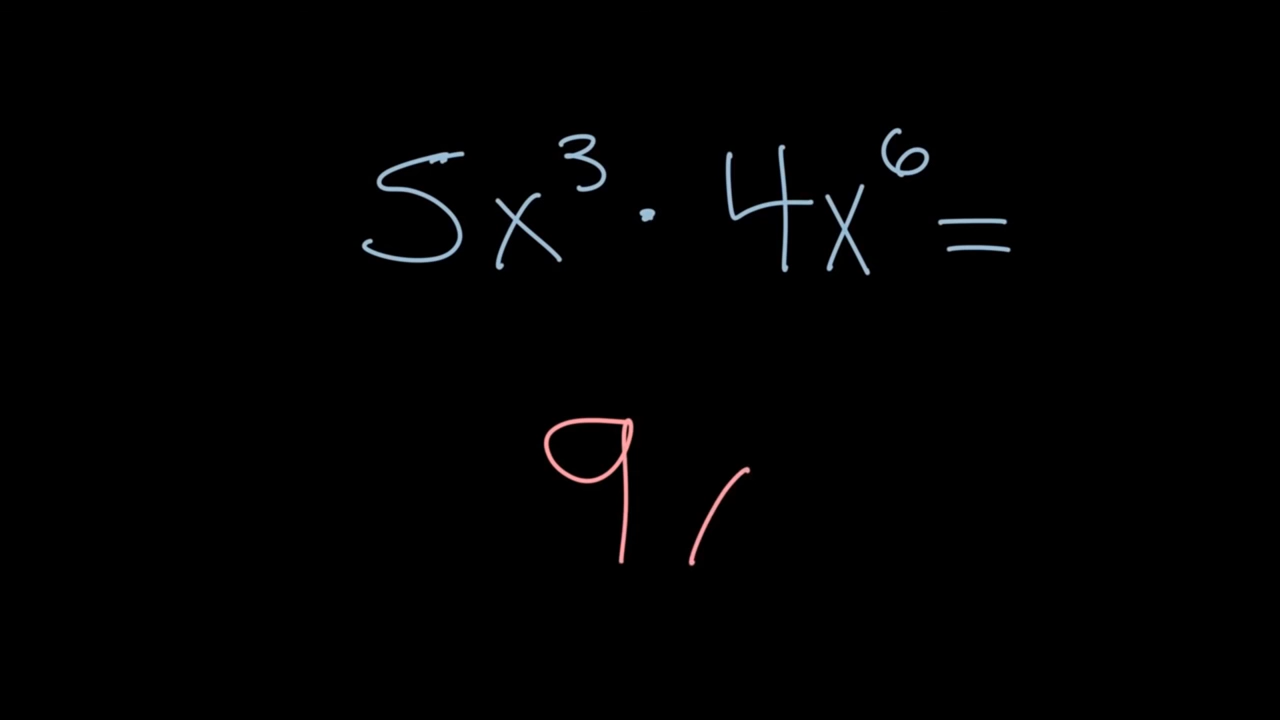 5x³ · 4x⁶ =
9